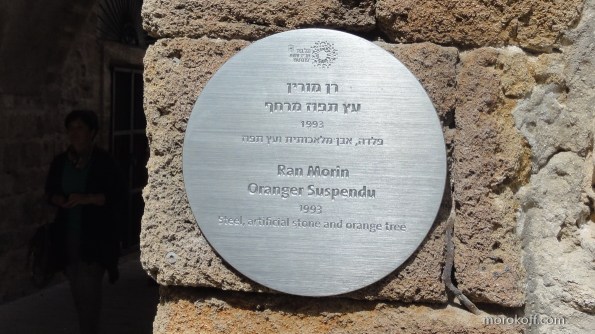 רן מורין
עץ תפוז מרחף
1993
פלדה, אבן מלאכותית ועץ תפוז
Ran Morin
Oranger Suspendu
1993
Steel, artificial stone and orange tree
motokoff.com